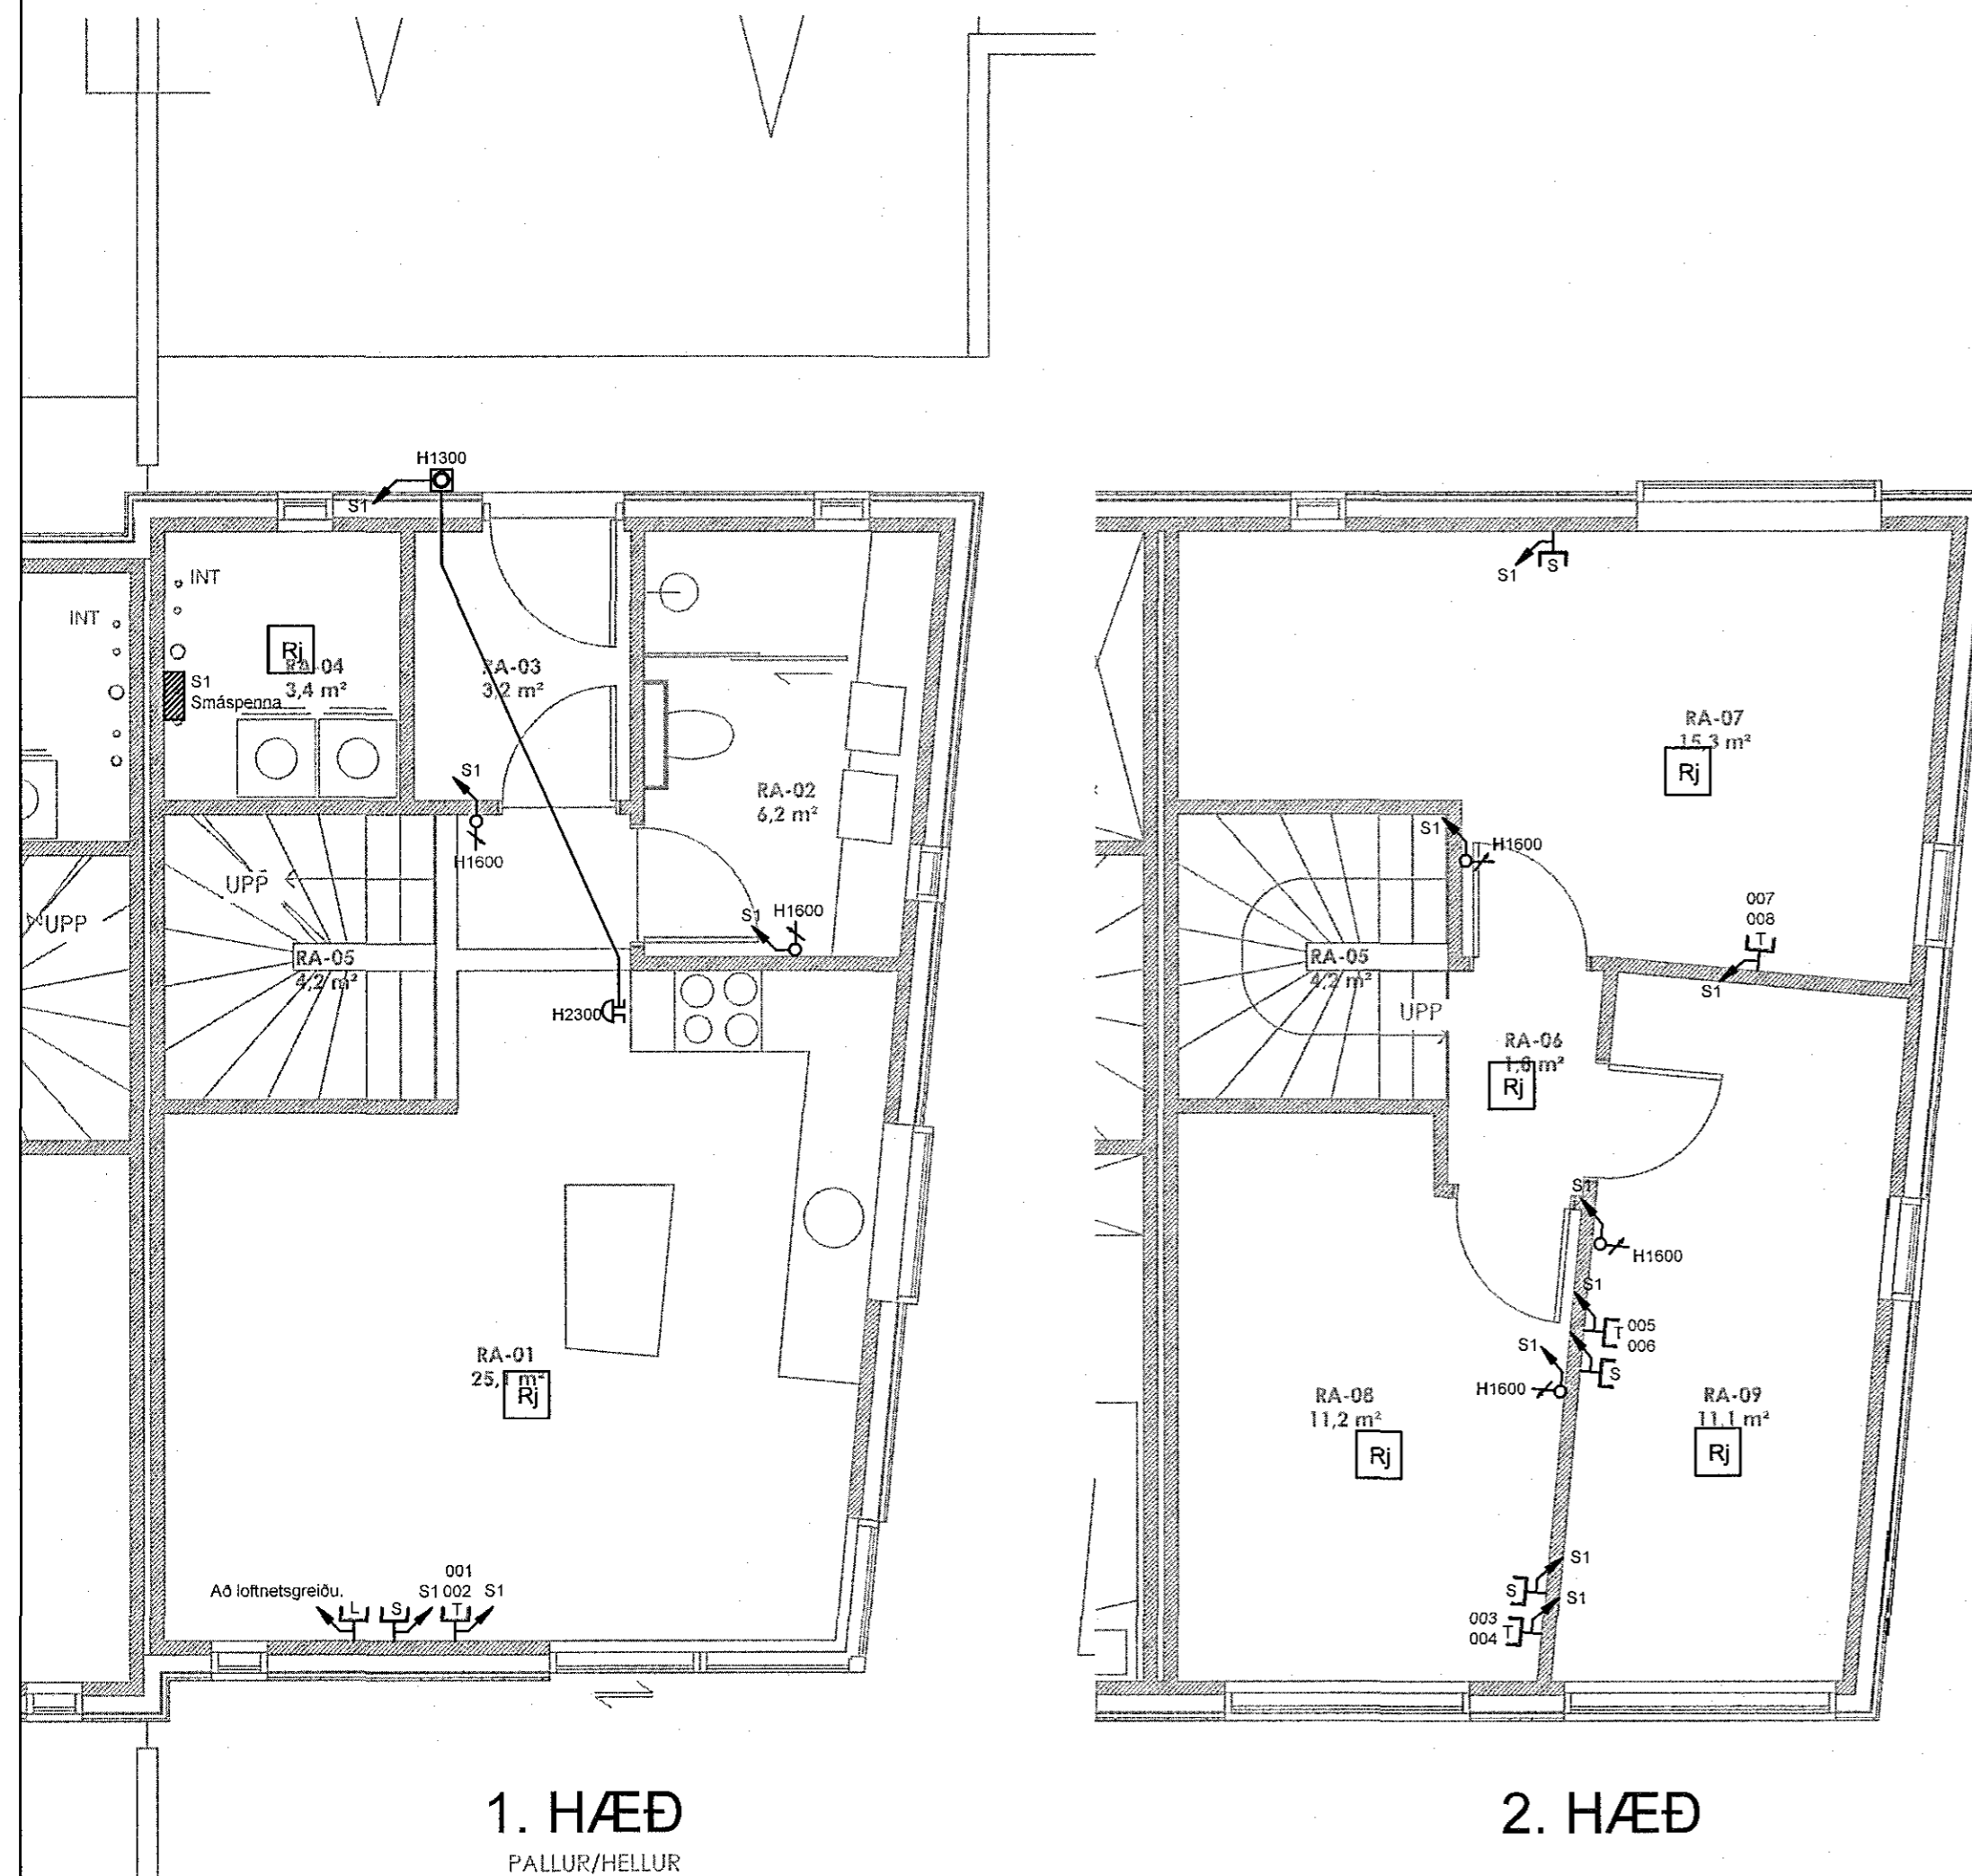 H1300
S1
INT
INT
Rj
RA-04
3,4 m²
RA-03
3,2 m²
S1
Smáspenna
S1
H1600
RA-02
6,2 m²
UPP
UPP
S1
H1600
RA-05
4,2 m²
H2300
RA-01
25,1 m²
Rj
Að loftnetsgreiðu.
L
S
S1
001
002
T
S1
1. HÆÐ
PALLUR/HELLUR
S1
S
RA-07
15,3 m²
Rj
S1
H1600
007
008
T
S1
RA-05
4,2 m²
UPP
RA-06
Rj
S1
H1600
S1
T
005
006
S1
S
H1600
RA-08
11,2 m²
Rj
RA-09
11,1 m²
Rj
S1
S
S1
003
004
T
2. HÆÐ